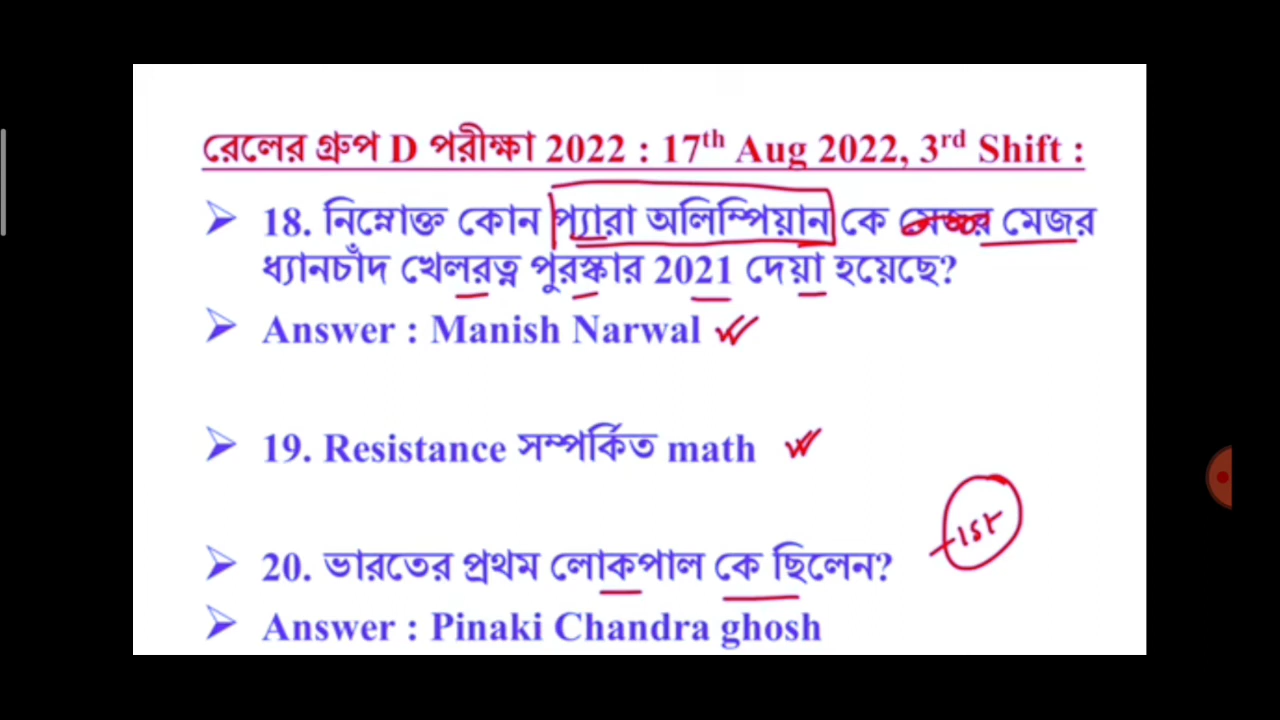 রেলের গ্রুপ D পরীক্ষা 2022 : 17th Aug 2022, 3rd Shift :
➢ 18. নিম্নোক্ত কোন প্যারা অলিম্পিয়ান কে মেজর মেজর
ধ্যানচাঁদ খেলরত্ন পুরস্কার 2021 দেয়া হয়েছে?
➢ Answer : Manish Narwal
➢ 19. Resistance সম্পর্কিত math
1st
➢ 20. ভারতের প্রথম লোকপাল কে ছিলেন?
➢ Answer : Pinaki Chandra ghosh